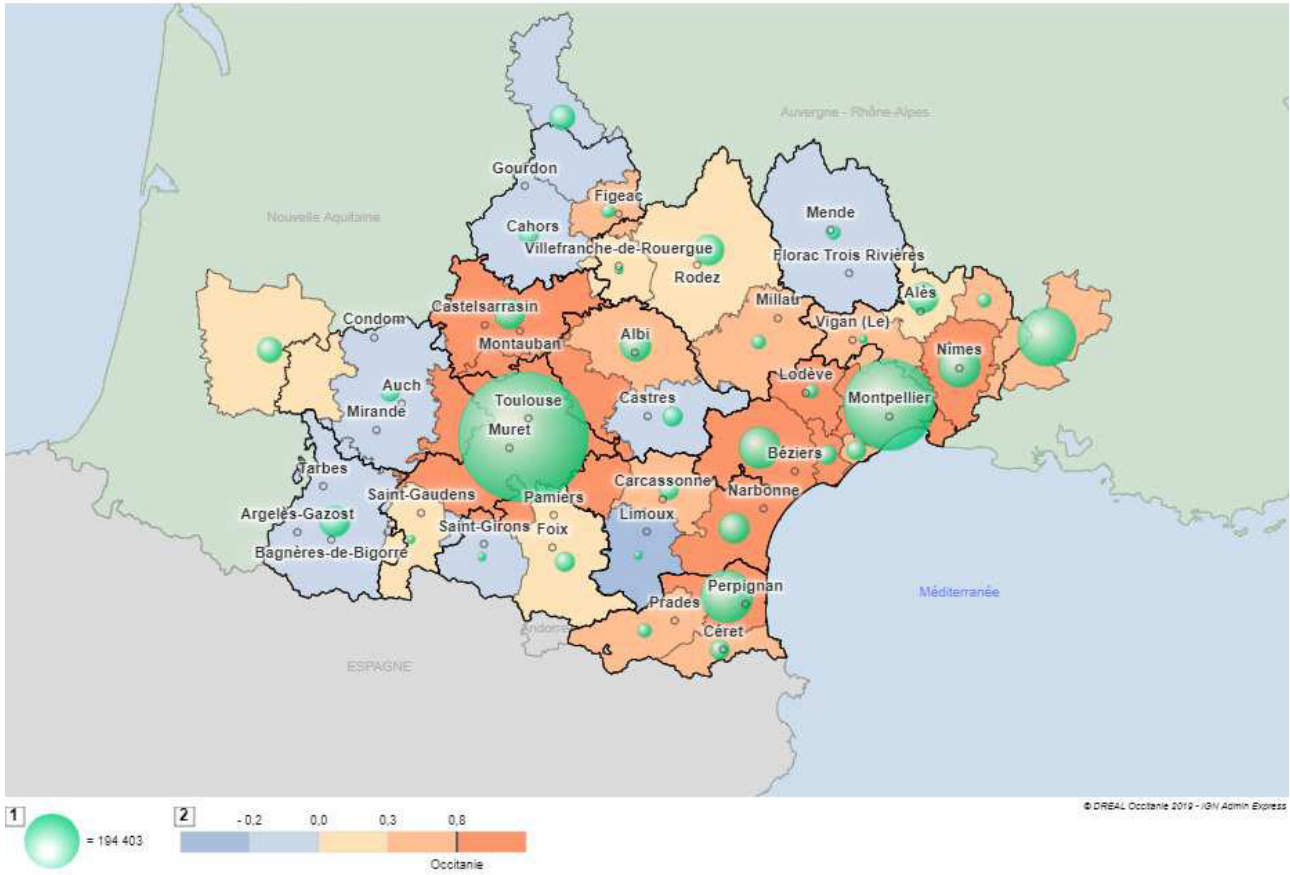 Auvergne - Rhône-Alpes
Gourdon
Figeac
Nouvelle Aquitaine
Mende
Cahors
Villefranche-de-Rouergue
Florac Trois Rivières
Rodez
Castelsarrasin
Millau
Alès
Condom
Montauban
Albi
Vigan (Le)
Nîmes
Auch
Toulouse
Castres
Lodève
Montpellier
Mirande
Muret
Béziers
Tarbes
Saint-Gaudens
Pamiers
Carcassonne
Narbonne
Argelès-Gazost
Saint-Girons
Foix
Limoux
Bagnères-de-Bigorre
Perpignan
Méditerranée
Prades
Andorre
Céret
ESPAGNE
© DREAL Occitanie 2019 - IGN Admin Express
1
= 194 403
2
- 0,2 0,0 0,3 0,8
Occitanie